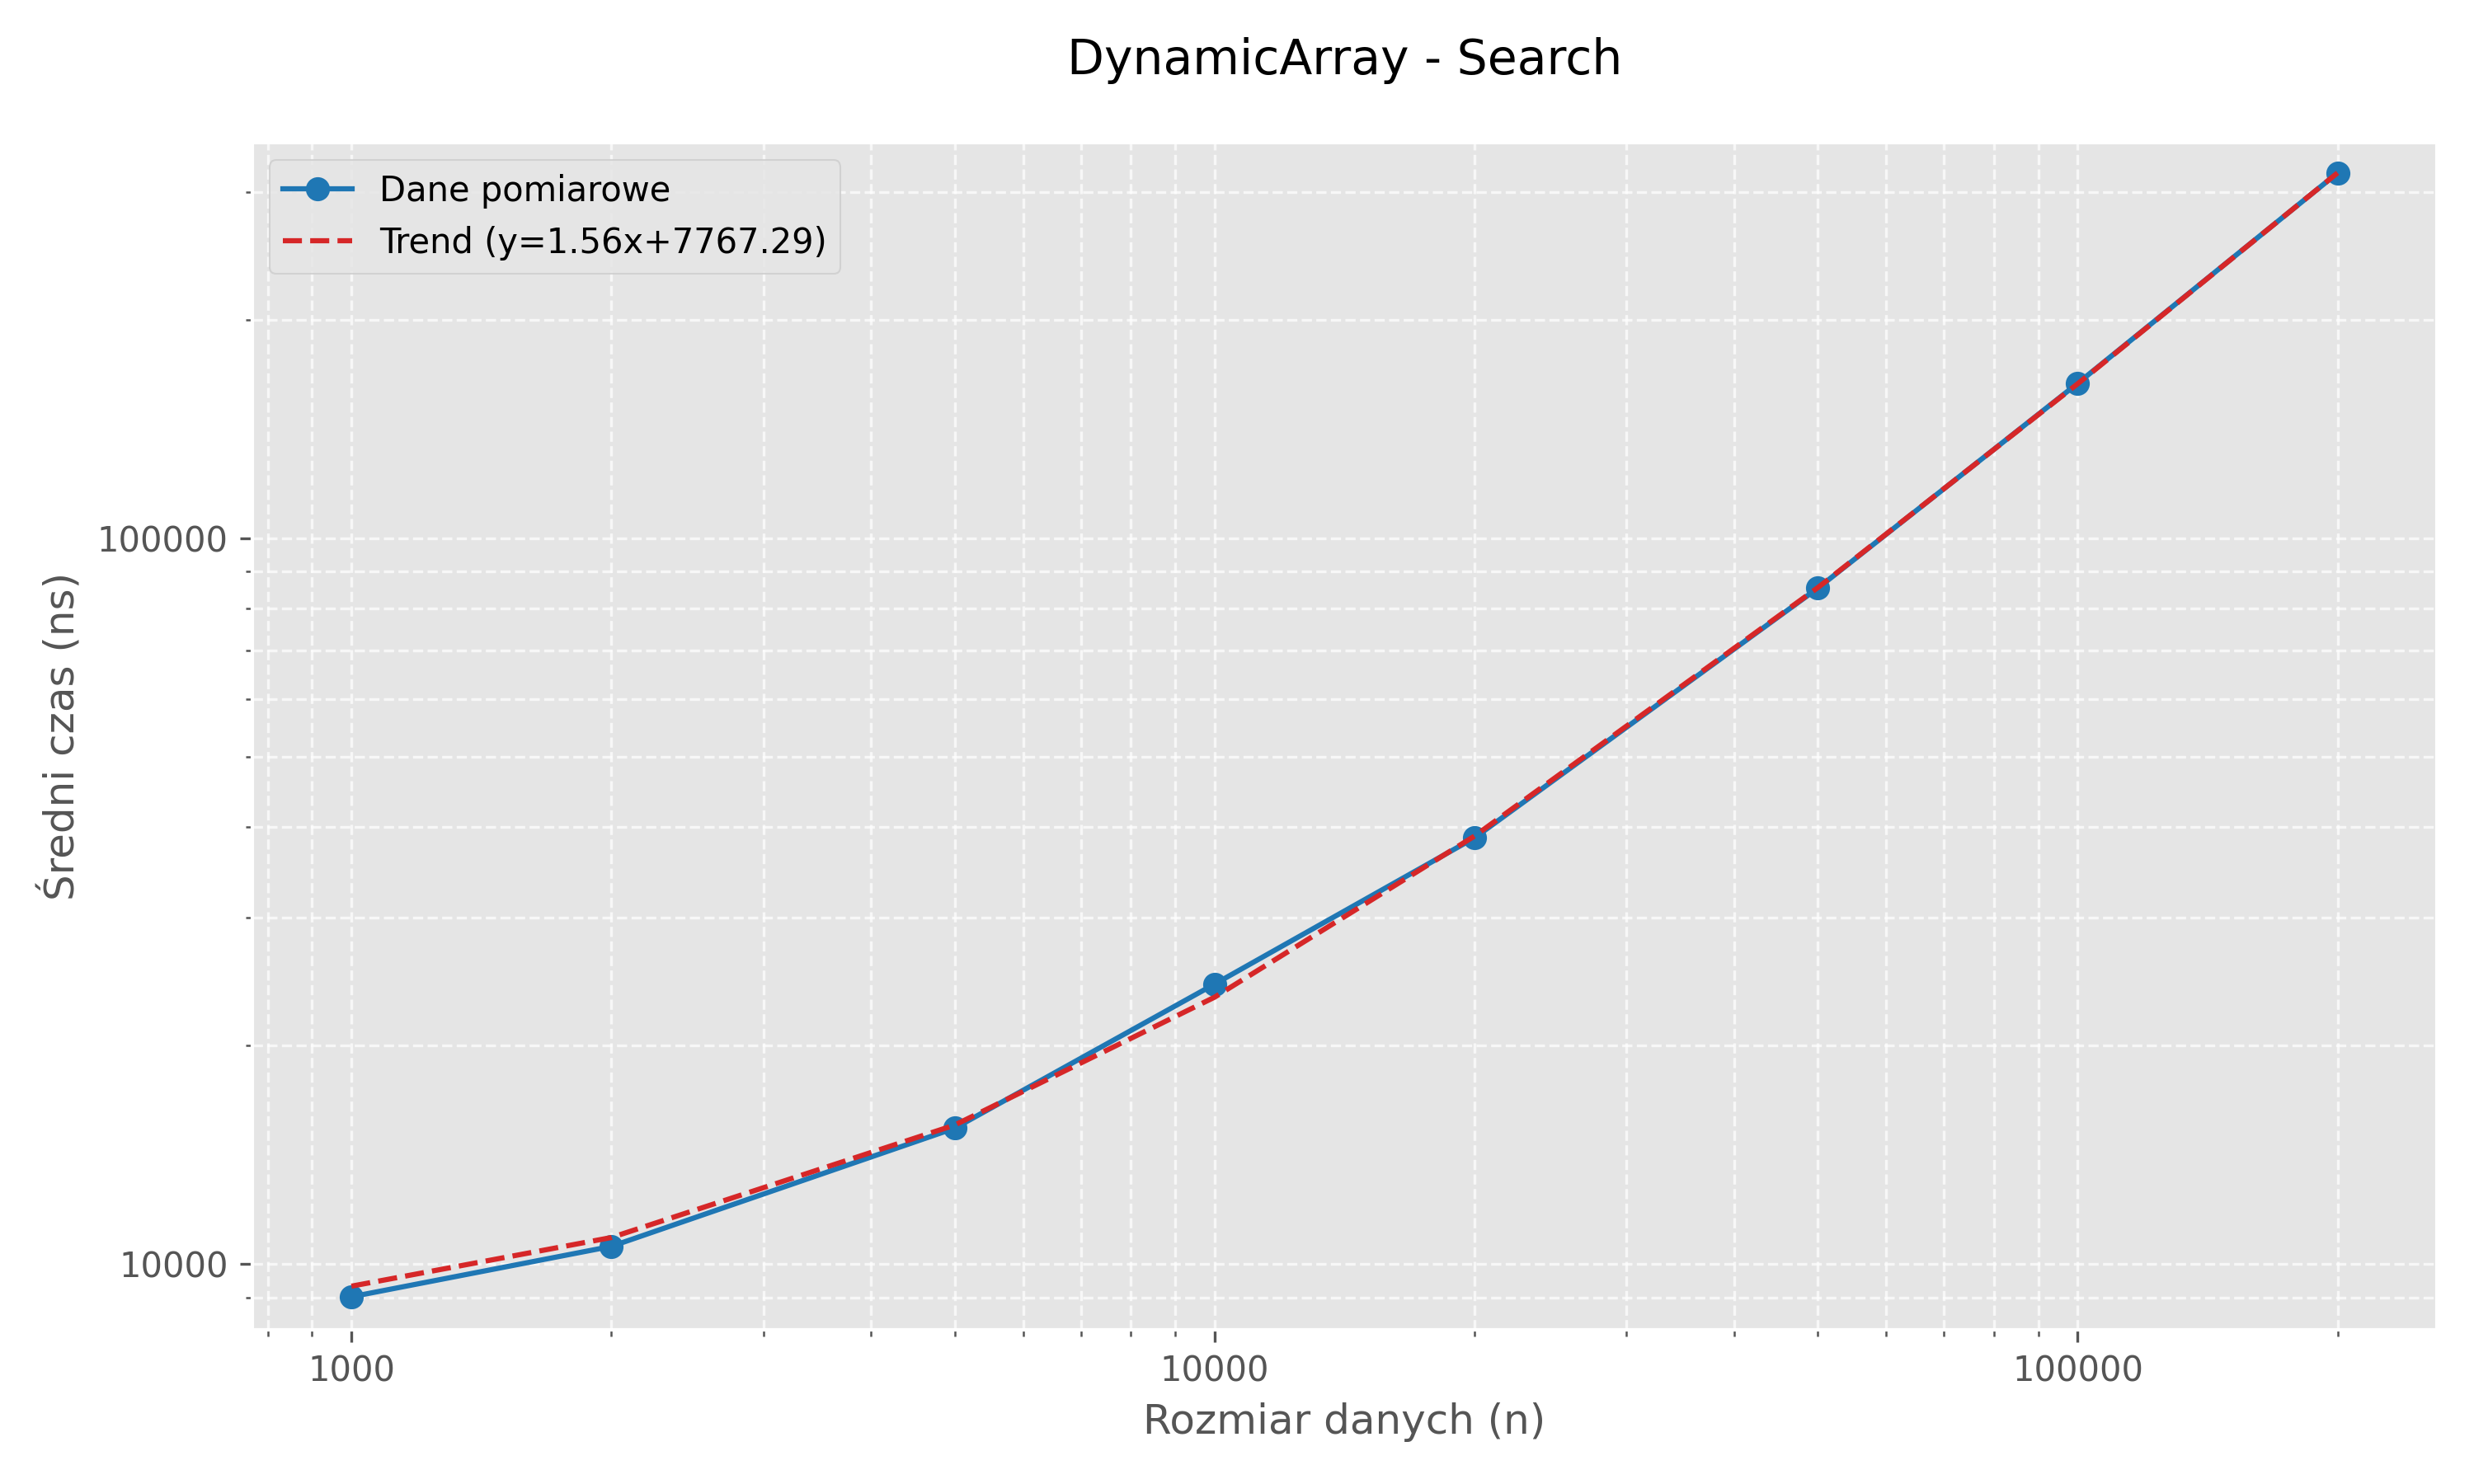 DynamicArray - Search
Dane pomiarowe
Trend (y=1.56x+7767.29)
Średni czas (ns)
100000
10000
1000
10000
100000
Rozmiar danych (n)